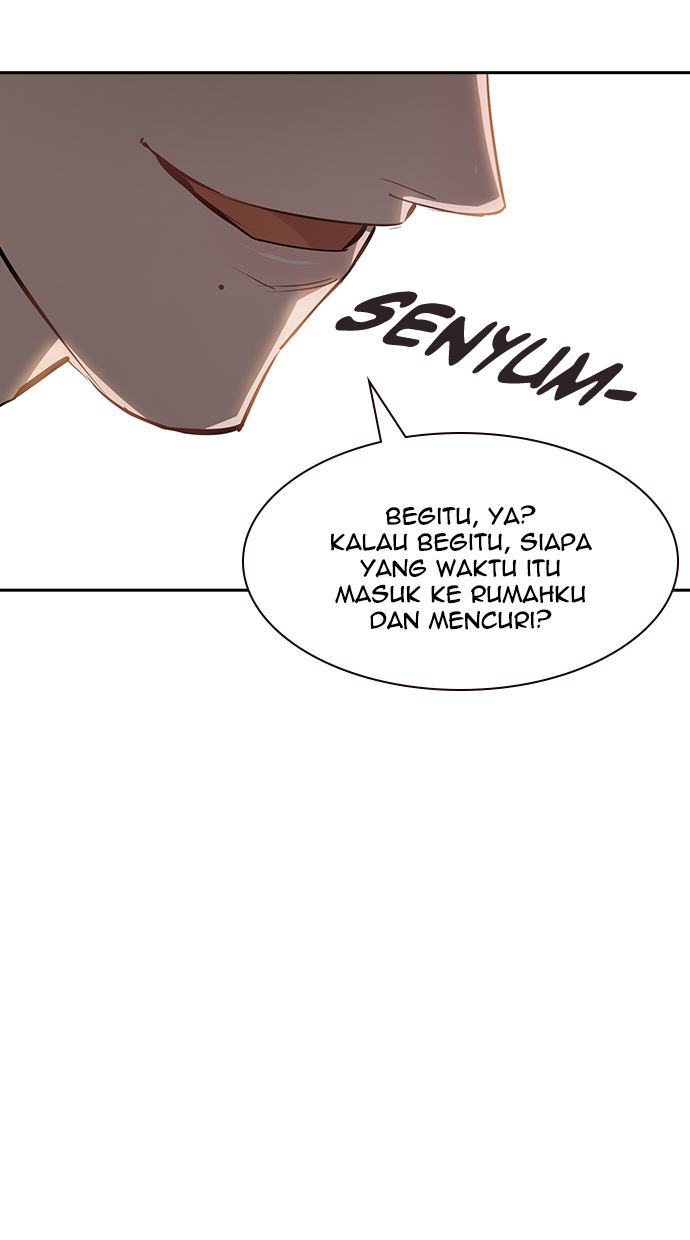 SENYUM-
BEGITU, YA?
KALAU BEGITU, SIAPA
YANG WAKTU ITU
MASUK KE RUMAHKU
DAN MENCURI?